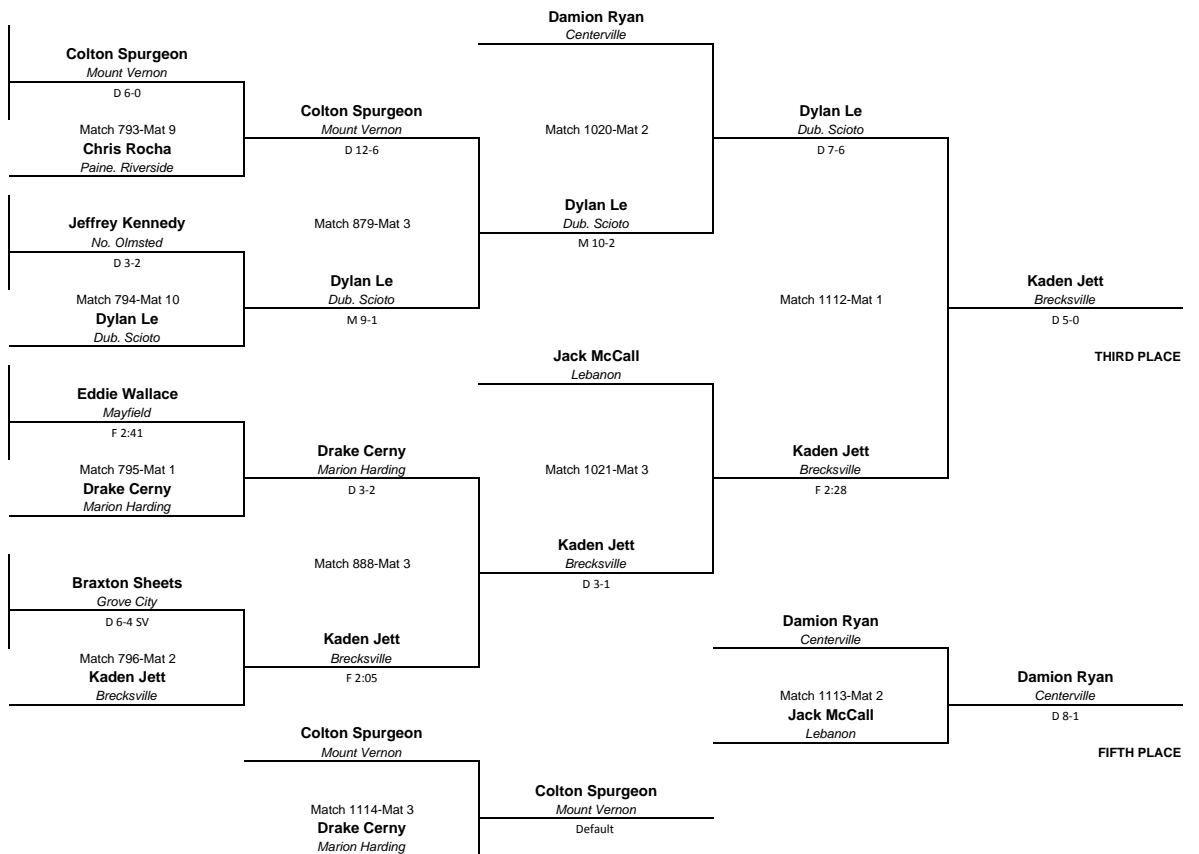 Damion Ryan
Centerville
Colton Spurgeon
Mount Vernon
D 6-0
Colton Spurgeon
Mount Vernon
D 12-6
Dylan Le
Dub. Scioto
D 7-6
Match 793-Mat 9
Match 1020-Mat 2
Chris Rocha
Paine. Riverside
Dylan Le
Dub. Scioto
M 10-2
Jeffrey Kennedy
No. Olmsted
D 3-2
Match 879-Mat 3
Dylan Le
Dub. Scioto
M 9-1
Kaden Jett
Brecksville
D 5-0
Match 794-Mat 10
Match 1112-Mat 1
Dylan Le
Dub. Scioto
Jack McCall
Lebanon
THIRD PLACE
Eddie Wallace
Mayfield
F 2:41
Drake Cerny
Marion Harding
D 3-2
Kaden Jett
Brecksville
F 2:28
Match 795-Mat 1
Match 1021-Mat 3
Drake Cerny
Marion Harding
Kaden Jett
Brecksville
D 3-1
Match 888-Mat 3
Braxton Sheets
Grove City
D 6-4 SV
Kaden Jett
Brecksville
F 2:05
Damion Ryan
Centerville
Match 796-Mat 2
Kaden Jett
Brecksville
Damion Ryan
Centerville
D 8-1
Match 1113-Mat 2
Jack McCall
Lebanon
Colton Spurgeon
Mount Vernon
FIFTH PLACE
Colton Spurgeon
Mount Vernon
Default
Match 1114-Mat 3
Drake Cerny
Marion Harding